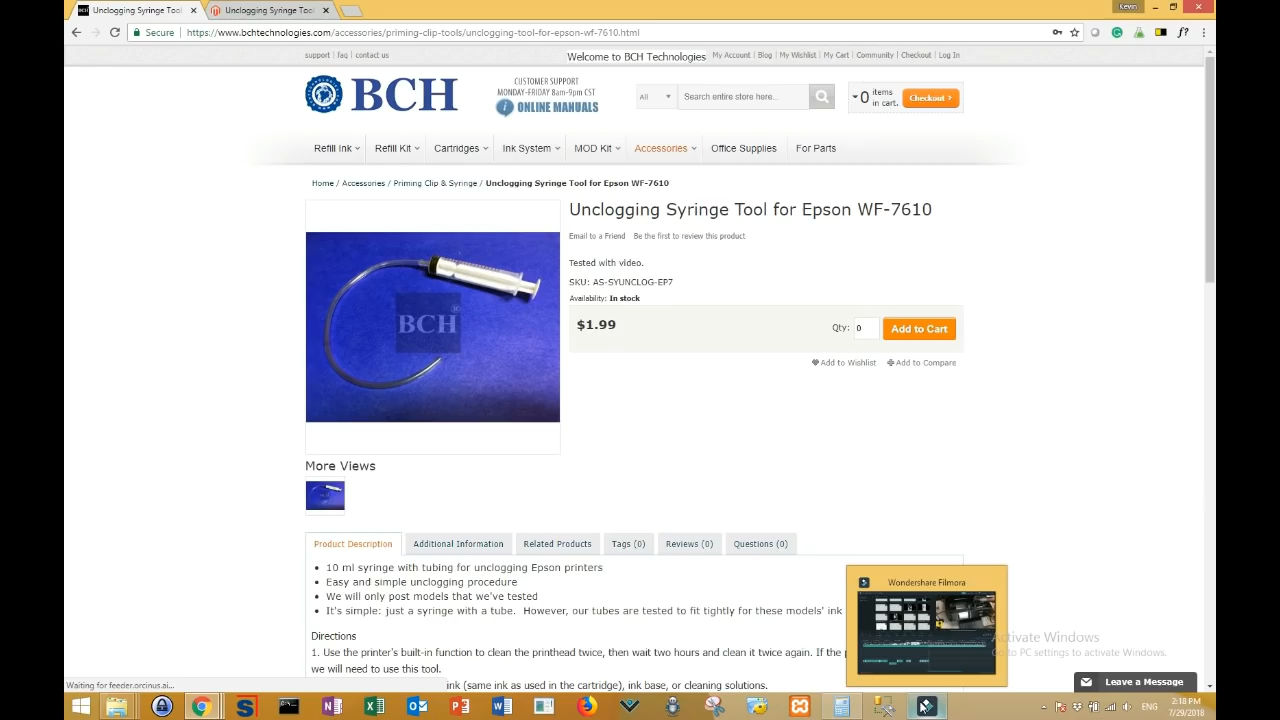 Unclogging Syringe Tool
Unclogging Syringe Tool
Kevin
Secure
https://www.bchtechnologies.com/accessories/priming-clip-tools/unclogging-tool-for-epson-wf-7610.html
support | faq | contact us
Welcome to BCH Technologies
My Account | Blog | My Wishlist | My Cart | Community | Checkout | Log In
BCH
CUSTOMER SUPPORT
MONDAY-FRIDAY 8am-9pm CST
ONLINE MANUALS
All
Search entire store here...
0 items in cart.
Checkout >
Refill Ink
Refill Kit
Cartridges
Ink System
MOD Kit
Accessories
Office Supplies
For Parts
Home / Accessories / Priming Clip & Syringe / Unclogging Syringe Tool for Epson WF-7610
Unclogging Syringe Tool for Epson WF-7610
Email to a Friend Be the first to review this product
Tested with video.
SKU: AS-SYUNCLOG-EP7
Availability: In stock
$1.99
Qty: 0
Add to Cart
Add to Wishlist
Add to Compare
BCH
More Views
Product Description
Additional Information
Related Products
Tags (0)
Reviews (0)
Questions (0)
10 ml syringe with tubing for unclogging Epson printers
Easy and simple unclogging procedure
We will only post models that we've tested
It's simple: just a syringe with a tube. However, our tubes are tested to fit tightly for these models' ink
Directions
1. Use the printer's built-in function to clean the printhead twice, then wait two hours and clean it twice again. If the p
we will need to use this tool.
ink (same ink as used in the cartridge), ink base, or cleaning solutions.
Wondershare Filmora
Activate Windows
Go to PC settings to activate Windows.
Waiting for feeder.orcinus.ai...
Leave a Message
ENG
2:18 PM
7/29/2018